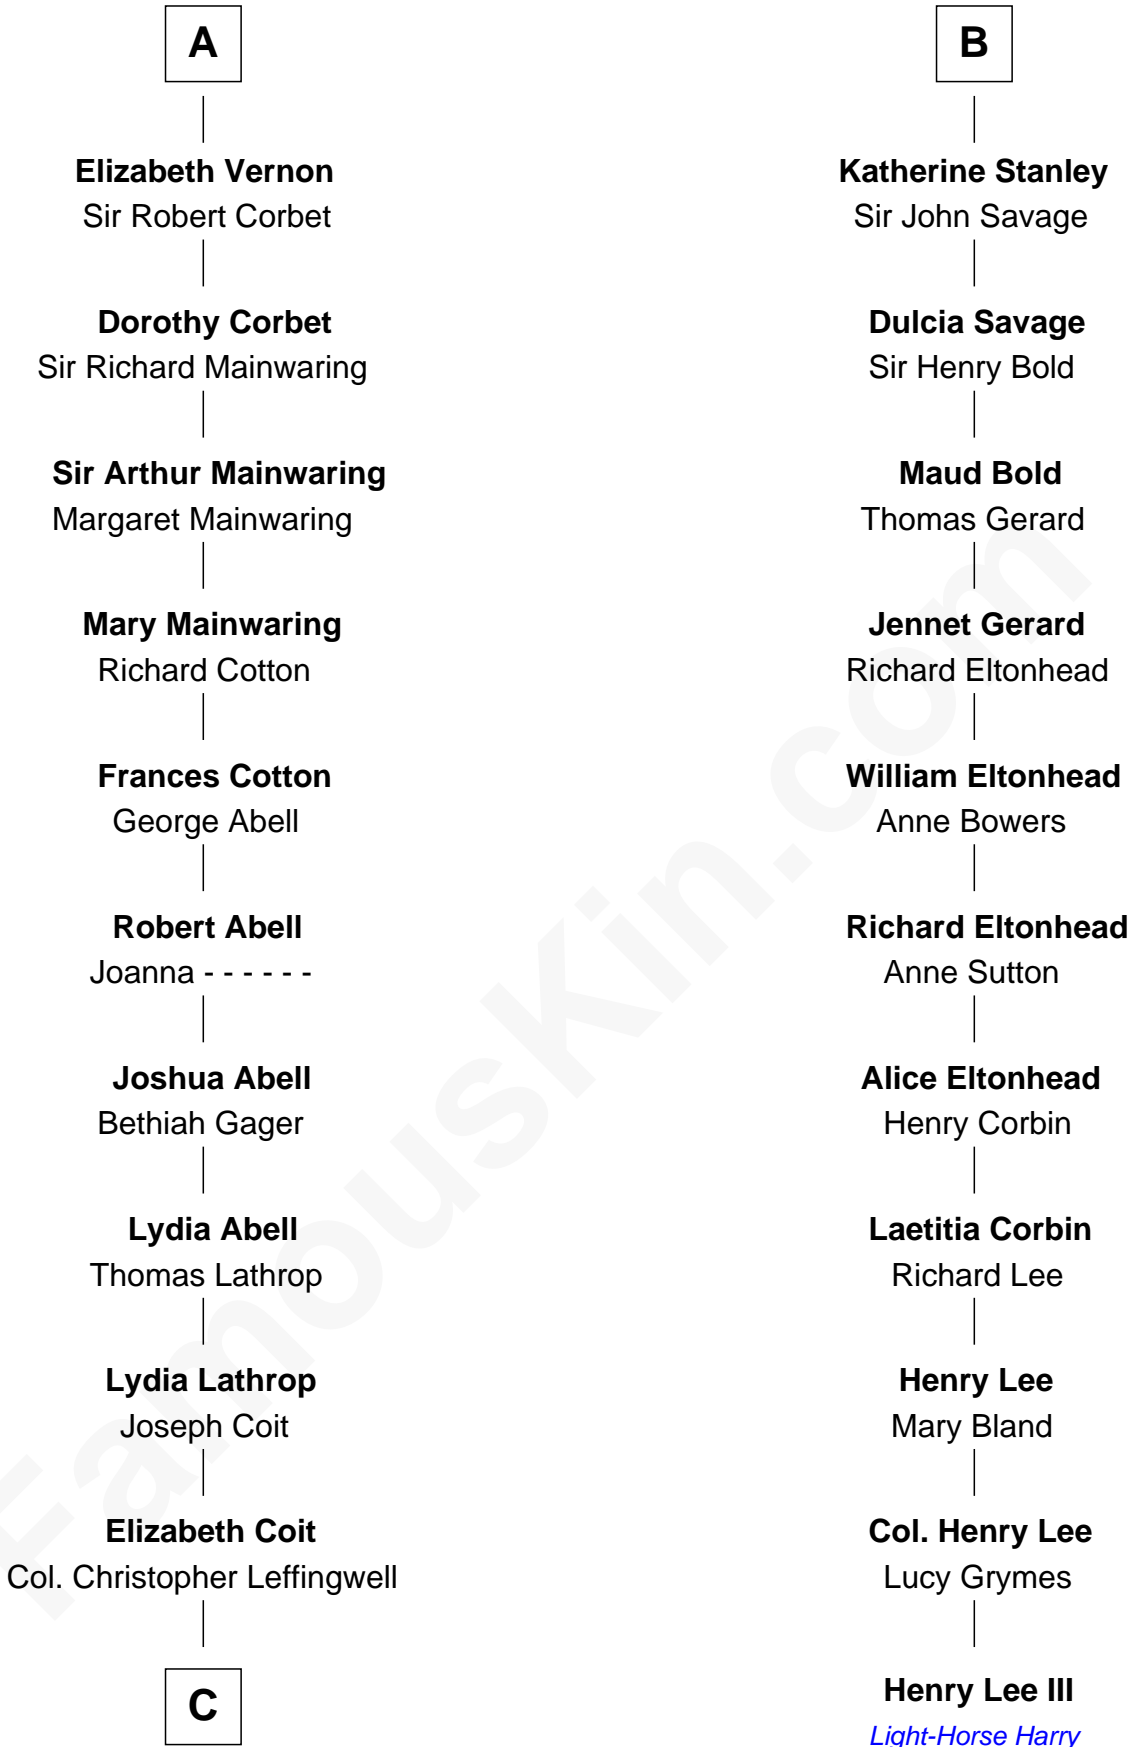 A
Elizabeth Vernon
Sir Robert Corbet
Dorothy Corbet
Sir Richard Mainwaring
Sir Arthur Mainwaring
Margaret Mainwaring
Mary Mainwaring
Richard Cotton
Frances Cotton
George Abell
Robert Abell
Joanna - - - - - -
Joshua Abell
Bethiah Gager
Lydia Abell
Thomas Lathrop
Lydia Lathrop
Joseph Coit
Elizabeth Coit
Col. Christopher Leffingwell
C
B
Katherine Stanley
Sir John Savage
Dulcia Savage
Sir Henry Bold
Maud Bold
Thomas Gerard
Jennet Gerard
Richard Eltonhead
William Eltonhead
Anne Bowers
Richard Eltonhead
Anne Sutton
Alice Eltonhead
Henry Corbin
Laetitia Corbin
Richard Lee
Henry Lee
Mary Bland
Col. Henry Lee
Lucy Grymes
Henry Lee III
Light-Horse Harry
FamousKin.com